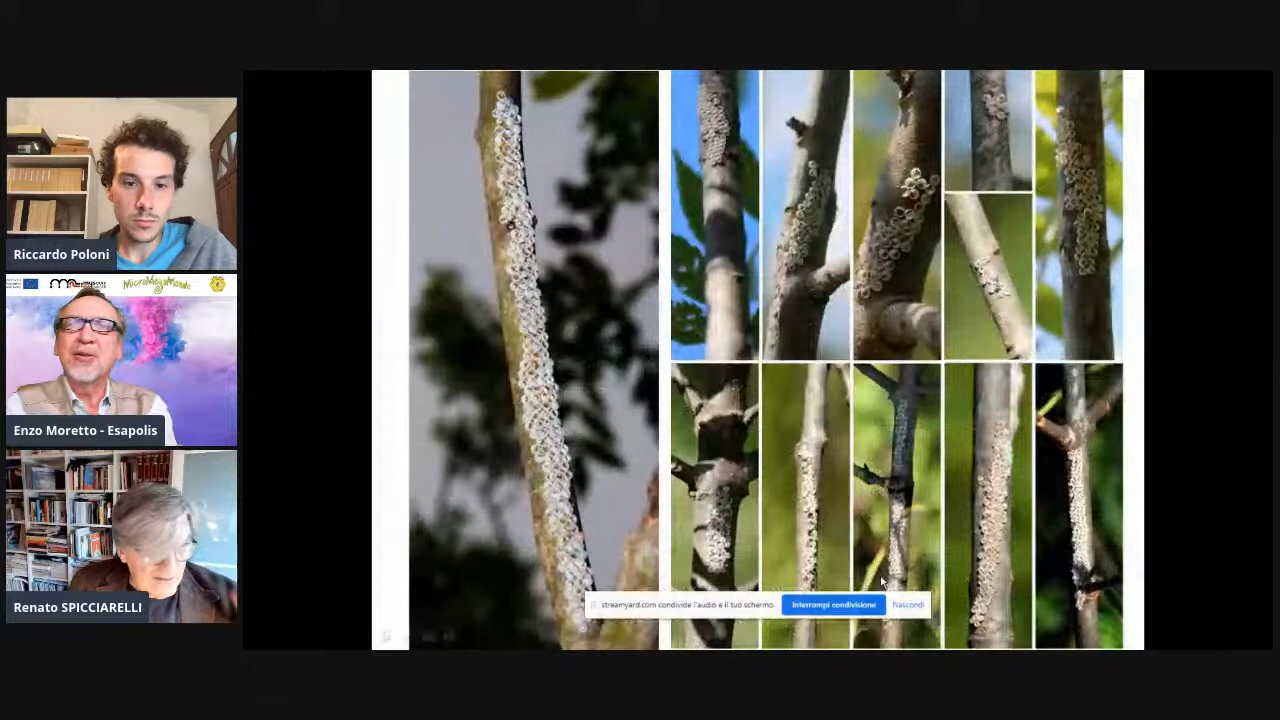 Riccardo Poloni
MicroMegaMondo
Enzo Moretto - Esapolis
Renato SPICCIARELLI
streamyard.com condivide l'audio e il tuo schermo.
Interrompi condivisione
Nascondi